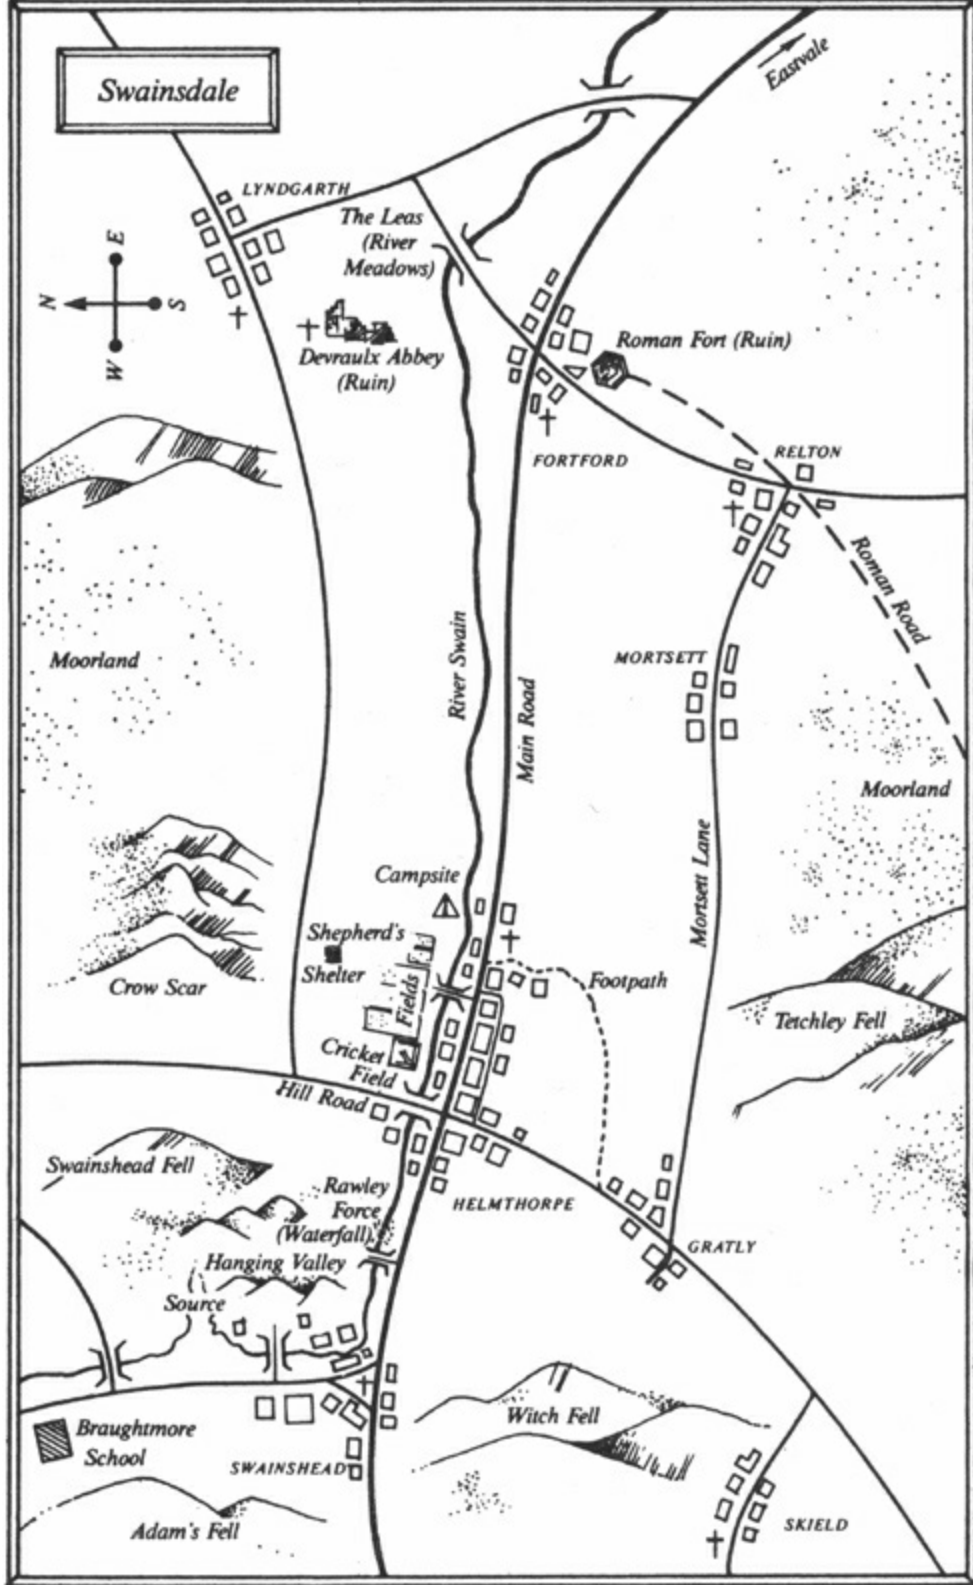 Swainsdale
Eastvale
LYNDGARTH
The Leas
(River
Meadows)
E
N
S
W
Devraulx Abbey
(Ruin)
Roman Fort (Ruin)
FORTFORD
RELTON
Roman Road
Moorland
River Swain
Main Road
MORTSETT
Moorland
Mortsett Lane
Campsite
Shepherd's
Shelter
Fields
Footpath
Crow Scar
Tetchley Fell
Cricket
Field
Hill Road
Swainshead Fell
Rawley
Force
(Waterfall)
HELMTHORPE
Hanging Valley
GRATLY
Source
Witch Fell
Braughtmore
School
SWAINSHEAD
Adam's Fell
SKIELD